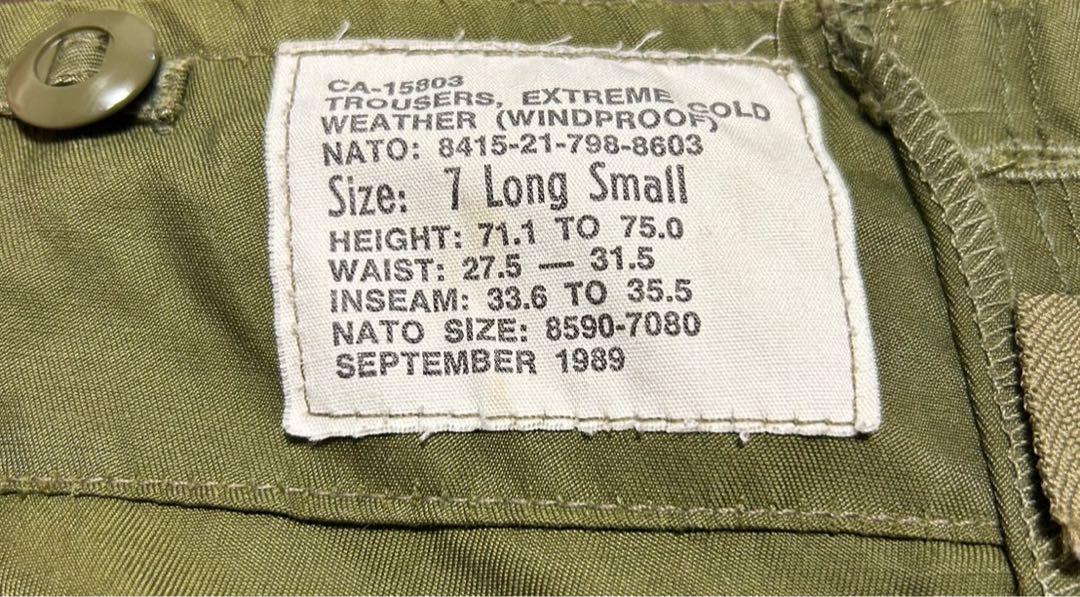 CA-15803
TROUSERS, EXTREME COLD
WEATHER (WINDPROOF)
NATO: 8415-21-798-8603
Size: 7 Long Small
HEIGHT: 71.1 TO 75.0
WAIST: 27.5 — 31.5
INSEAM: 33.6 TO 35.5
NATO SIZE: 8590-7080
SEPTEMBER 1989